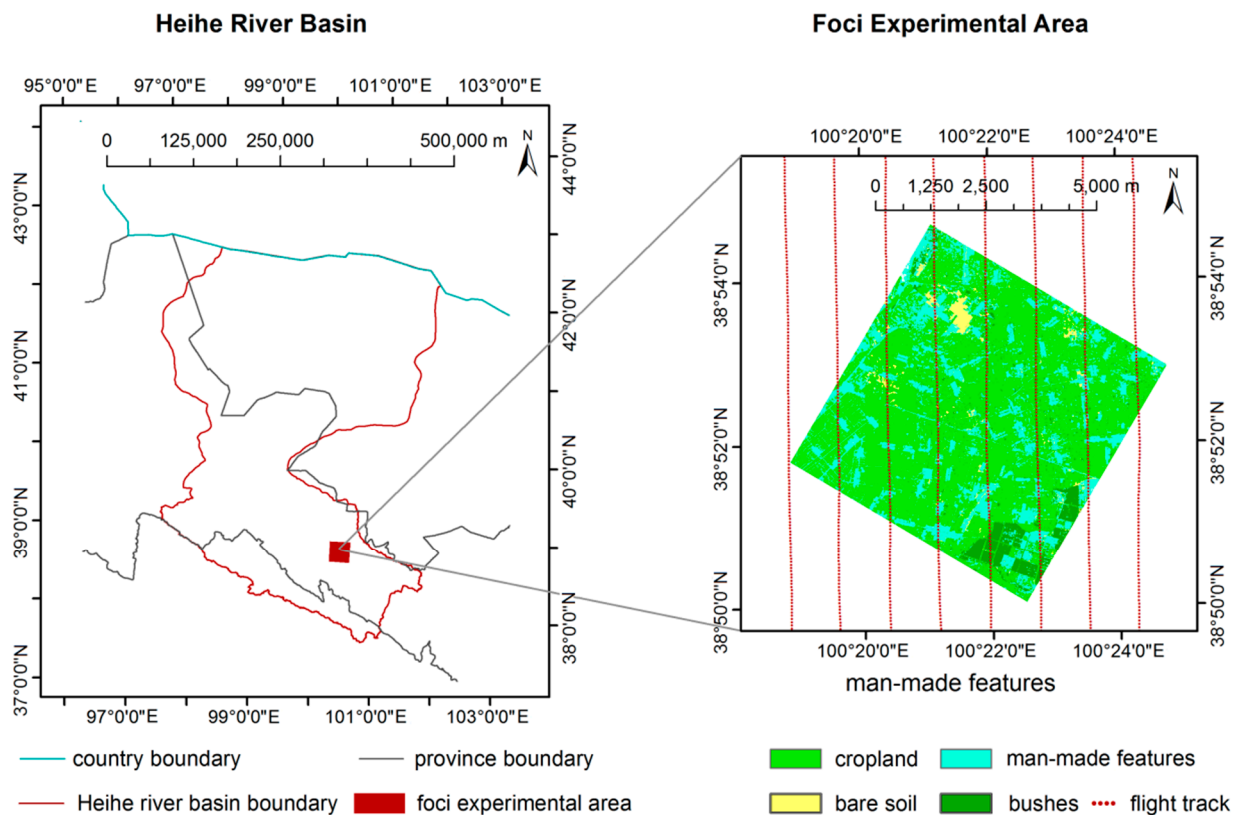 Heihe River Basin
Foci Experimental Area
95°0'0"E 97°0'0"E 99°0'0"E 101°0'0"E 103°0'0"E
0 125,000 250,000 500,000 m
N
44°0'0"N
43°0'0"N
42°0'0"N
41°0'0"N
40°0'0"N
39°0'0"N
38°0'0"N
37°0'0"N
97°0'0"E 99°0'0"E 101°0'0"E 103°0'0"E
100°20'0"E 100°22'0"E 100°24'0"E
0 1,250 2,500 5,000 m
N
38°54'0"N
38°54'0"N
38°52'0"N
38°52'0"N
38°50'0"N
38°50'0"N
100°20'0"E 100°22'0"E 100°24'0"E
man-made features
country boundary
province boundary
Heihe river basin boundary
foci experimental area
cropland
man-made features
bare soil
bushes
flight track